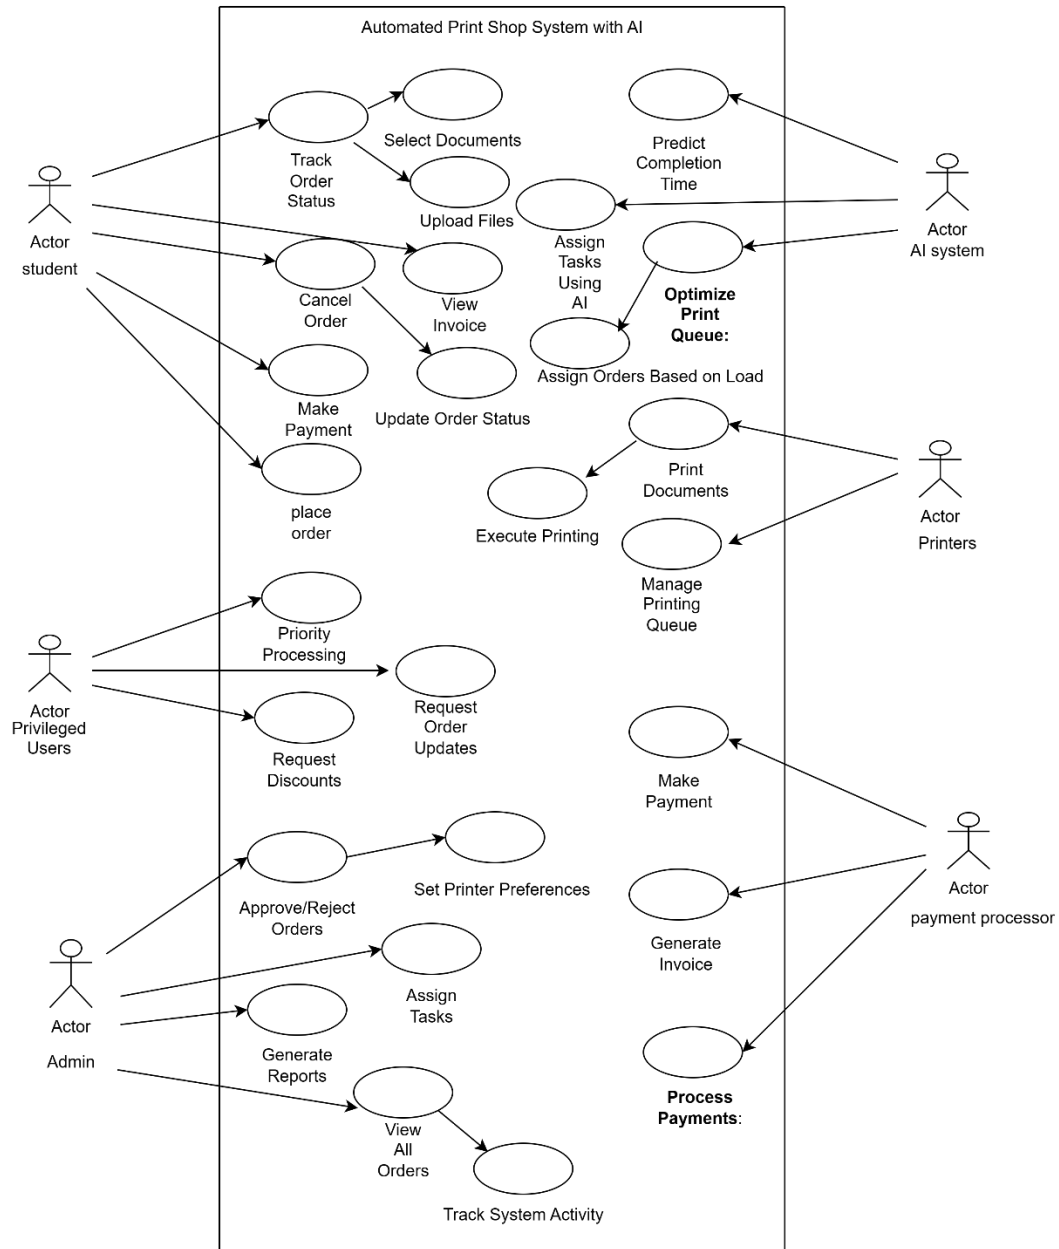 Automated Print Shop System with AI
Select Documents
Track
Order
Status
Upload Files
Predict
Completion
Time
Actor
student
Actor
AI system
Assign
Tasks
Using
AI
Cancel
Order
View
Invoice
Optimize
Print
Queue:
Assign Orders Based on Load
Make
Payment
Update Order Status
Print
Documents
place
order
Execute Printing
Actor
Printers
Manage
Printing
Queue
Priority
Processing
Actor
Privileged
Users
Request
Order
Updates
Request
Discounts
Make
Payment
Set Printer Preferences
Approve/Reject
Orders
Actor
payment processor
Generate
Invoice
Assign
Tasks
Actor
Admin
Generate
Reports
Process
Payments:
View
All
Orders
Track System Activity